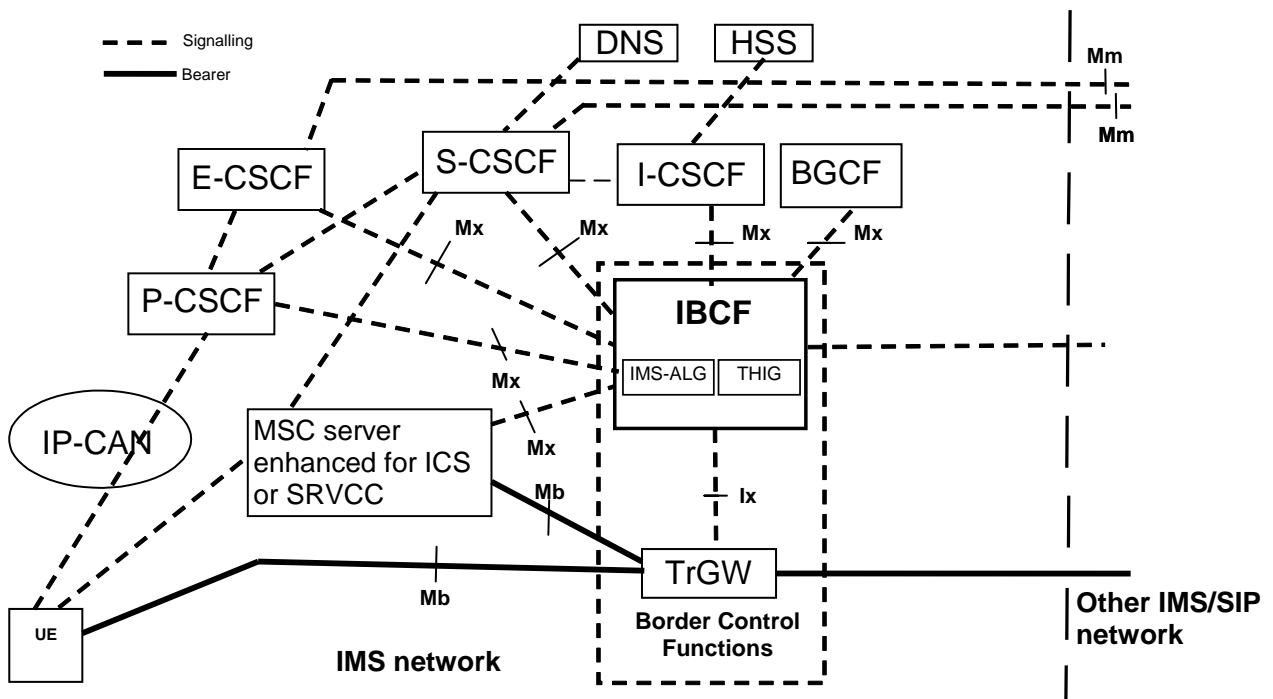 Signalling
Bearer
DNS
HSS
Mm
Mm
S-CSCF
E-CSCF
I-CSCF
BGCF
Mx
Mx
Mx
Mx
P-CSCF
IBCF
IMS-ALG
THIG
Mx
IP-CAN
MSC server
enhanced for ICS
or SRVCC
Mx
Mb
Ix
TrGW
Mb
Other IMS/SIP
network
UE
Border Control
Functions
IMS network